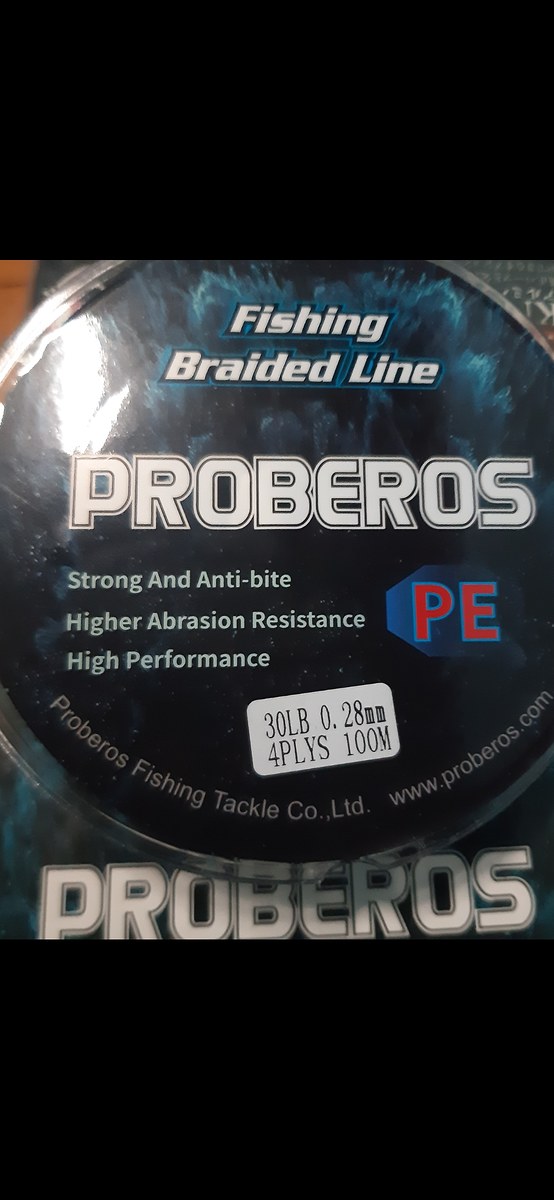 Fishing
Braided Line
PROBEROS
Strong And Anti-bite
Higher Abrasion Resistance
High Performance
PE
30LB 0.28mm
4PLYS 100M
Proberos Fishing Tackle Co.,Ltd. www.proberos.com
PROBEROS